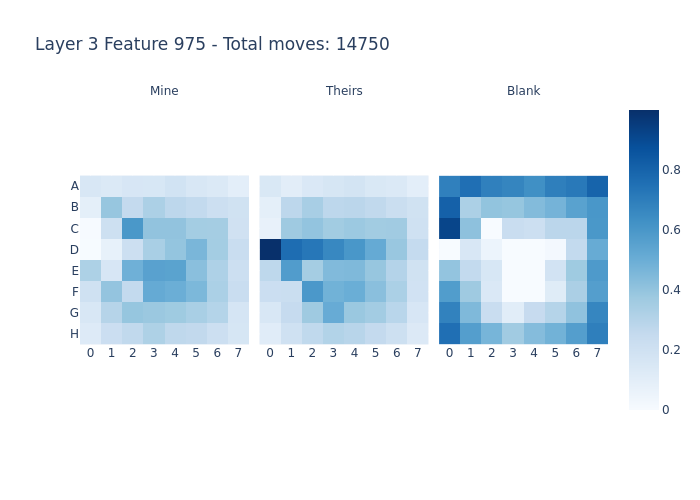 Layer 3 Feature 975 - Total moves: 14750
Mine Theirs Blank
A
B
C
D
E
F
G
H
0 1 2 3 4 5 6 7 0 1 2 3 4 5 6 7 0 1 2 3 4 5 6 7
0.8
0.6
0.4
0.2
0